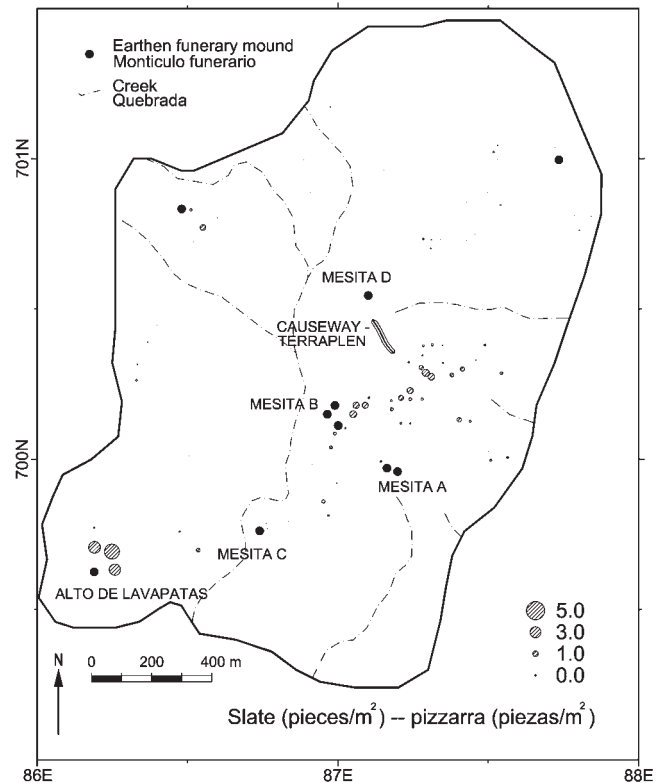 Earthen funerary mound
Monticulo funerario
Creek
Quebrada
701N
MESITA D
CAUSEWAY -
TERRAPLEN
MESITA B
700N
MESITA A
MESITA C
ALTO DE LAVAPATAS
5.0
3.0
1.0
0.0
N
0 200 400 m
Slate (pieces/m²) -- pizzarra (piezas/m²)
86E 87E 88E